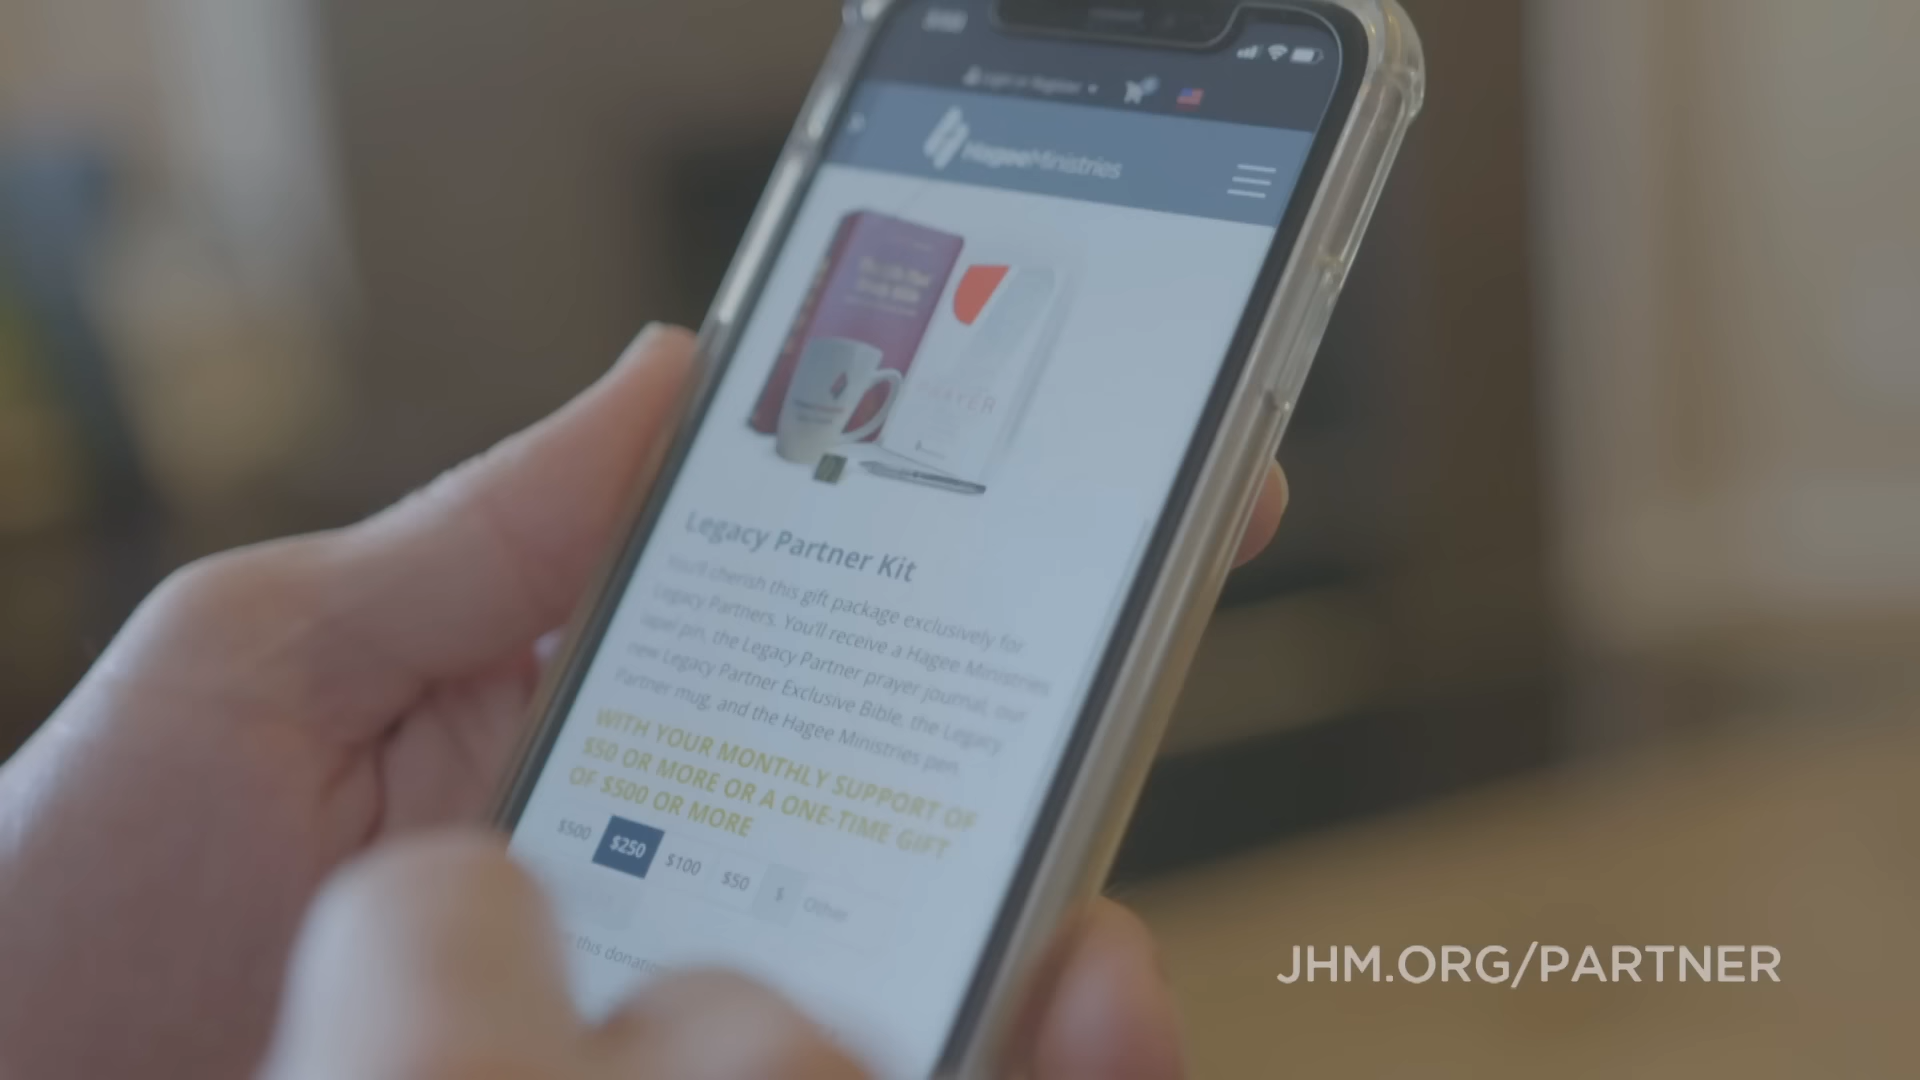 Login or Register
HageeMinistries
PRAYER
Legacy Partner Kit
You'll cherish this gift package exclusively for
Legacy Partners. You'll receive a Hagee Ministries
lapel pin, the Legacy Partner prayer journal, our
new Legacy Partner Exclusive Bible, the Legacy
Partner mug, and the Hagee Ministries pen.
WITH YOUR MONTHLY SUPPORT OF
$50 OR MORE OR A ONE-TIME GIFT
OF $500 OR MORE
$500 $250 $100 $50 $ Other
this donation
JHM.ORG/PARTNER